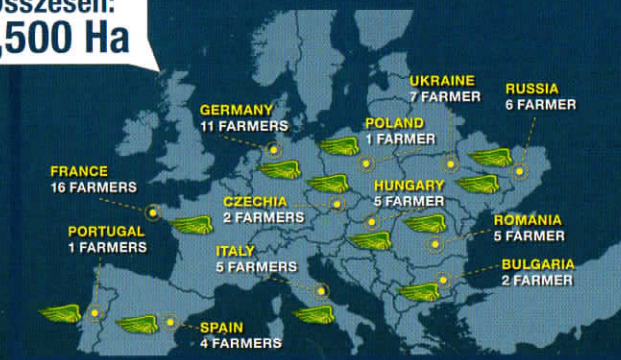 Összesen:
,500 Ha
UKRAINE
7 FARMER
RUSSIA
6 FARMER
GERMANY
11 FARMERS
POLAND
1 FARMER
FRANCE
16 FARMERS
CZECHIA
2 FARMERS
HUNGARY
5 FARMER
PORTUGAL
1 FARMERS
ROMANIA
5 FARMER
ITALY
5 FARMERS
BULGARIA
2 FARMER
SPAIN
4 FARMERS